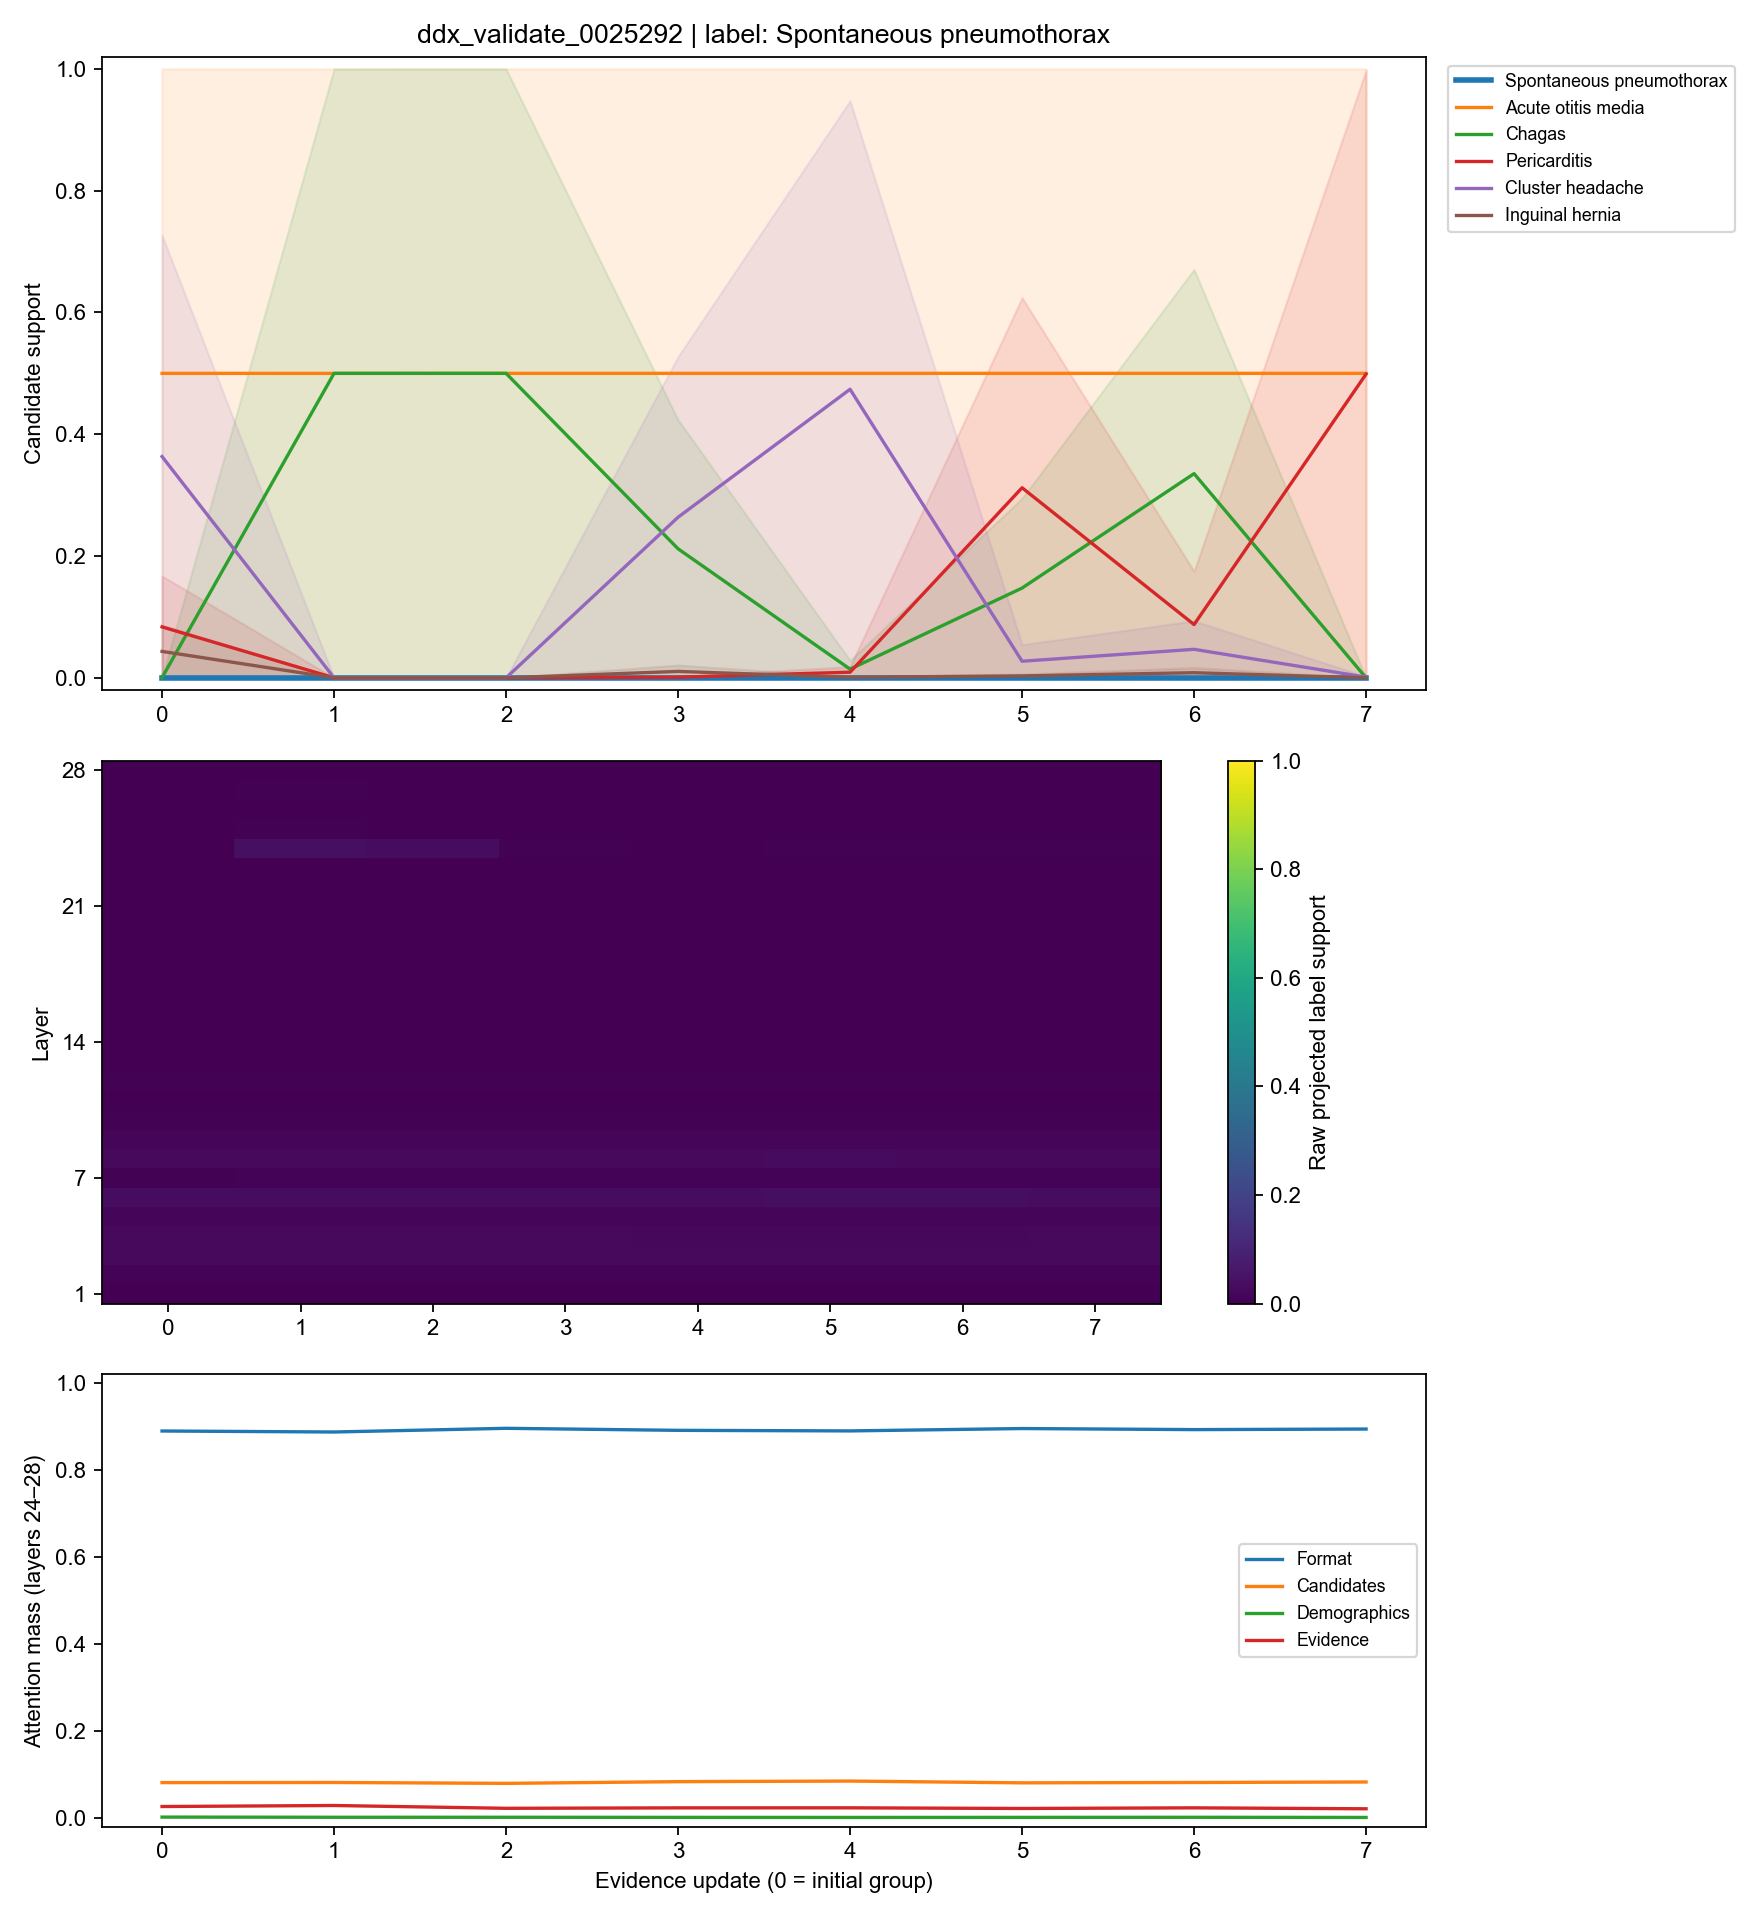 ddx_validate_0025292 | label: Spontaneous pneumothorax
Candidate support
1.0
0.8
0.6
0.4
0.2
0.0
0 1 2 3 4 5 6 7
Spontaneous pneumothorax
Acute otitis media
Chagas
Pericarditis
Cluster headache
Inguinal hernia
Layer
28
21
14
7
1
0 1 2 3 4 5 6 7
1.0
0.8
0.6
0.4
0.2
0.0
Raw projected label support
Attention mass (layers 24–28)
1.0
0.8
0.6
0.4
0.2
0.0
Format
Candidates
Demographics
Evidence
0 1 2 3 4 5 6 7
Evidence update (0 = initial group)